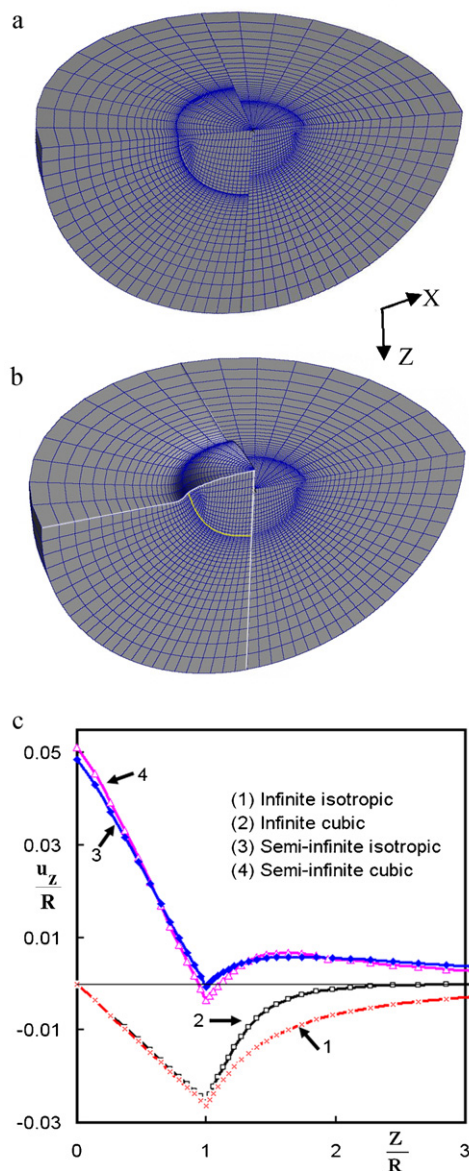 a
X
Z
b
c
0.05
4
(1) Infinite isotropic
(2) Infinite cubic
(3) Semi-infinite isotropic
(4) Semi-infinite cubic
3
0.03
uz
R
0.01
-0.01
2
1
-0.03
0
1
2
Z
R
3